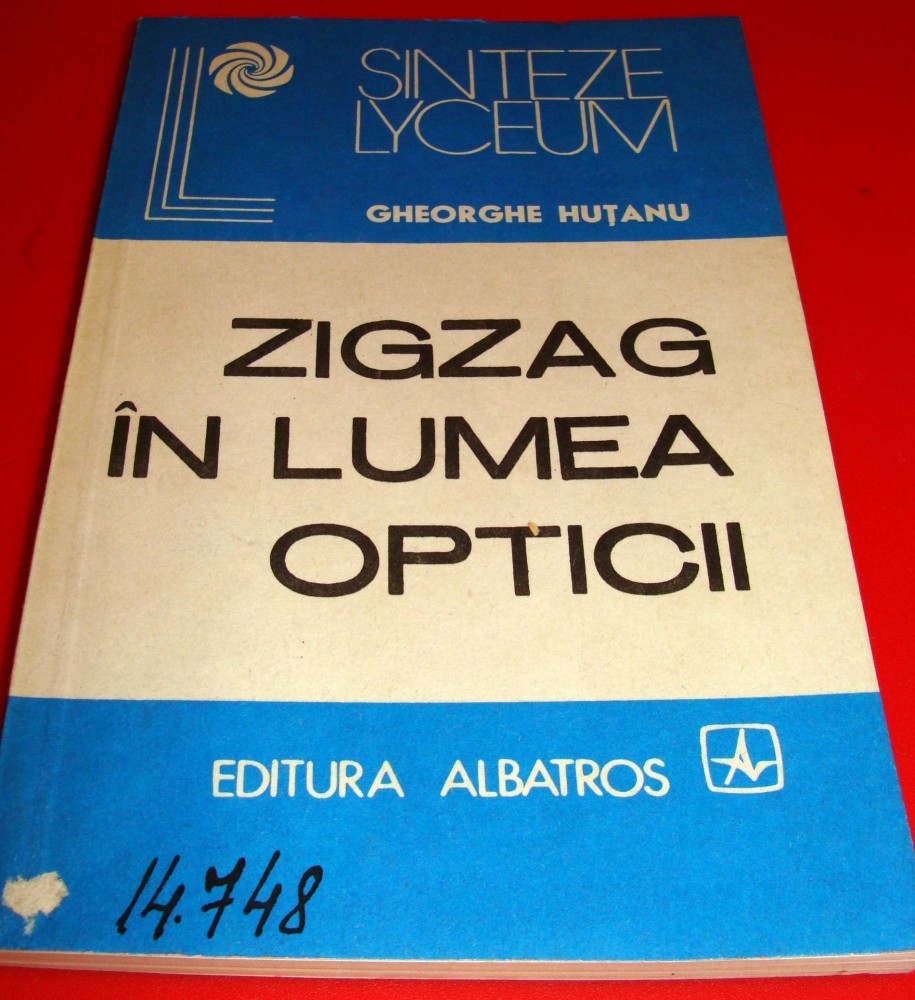 SINTEZE
LYCEUM
GHEORGHE HUȚANU
ZIGZAG
ÎN LUMEA
OPTICII
EDITURA ALBATROS
14.748